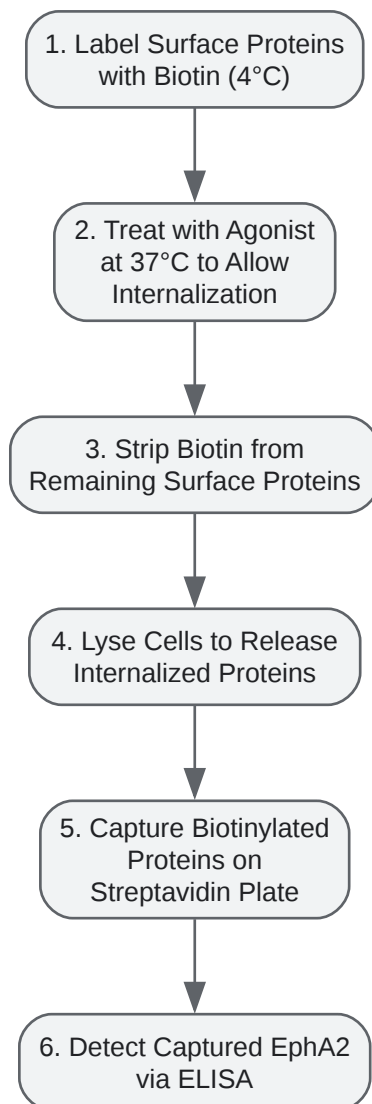 1. Label Surface Proteins
with Biotin (4°C)
2. Treat with Agonist
at 37°C to Allow
Internalization
3. Strip Biotin from
Remaining Surface Proteins
4. Lyse Cells to Release
Internalized Proteins
5. Capture Biotinylated
Proteins on
Streptavidin Plate
6. Detect Captured EphA2
via ELISA